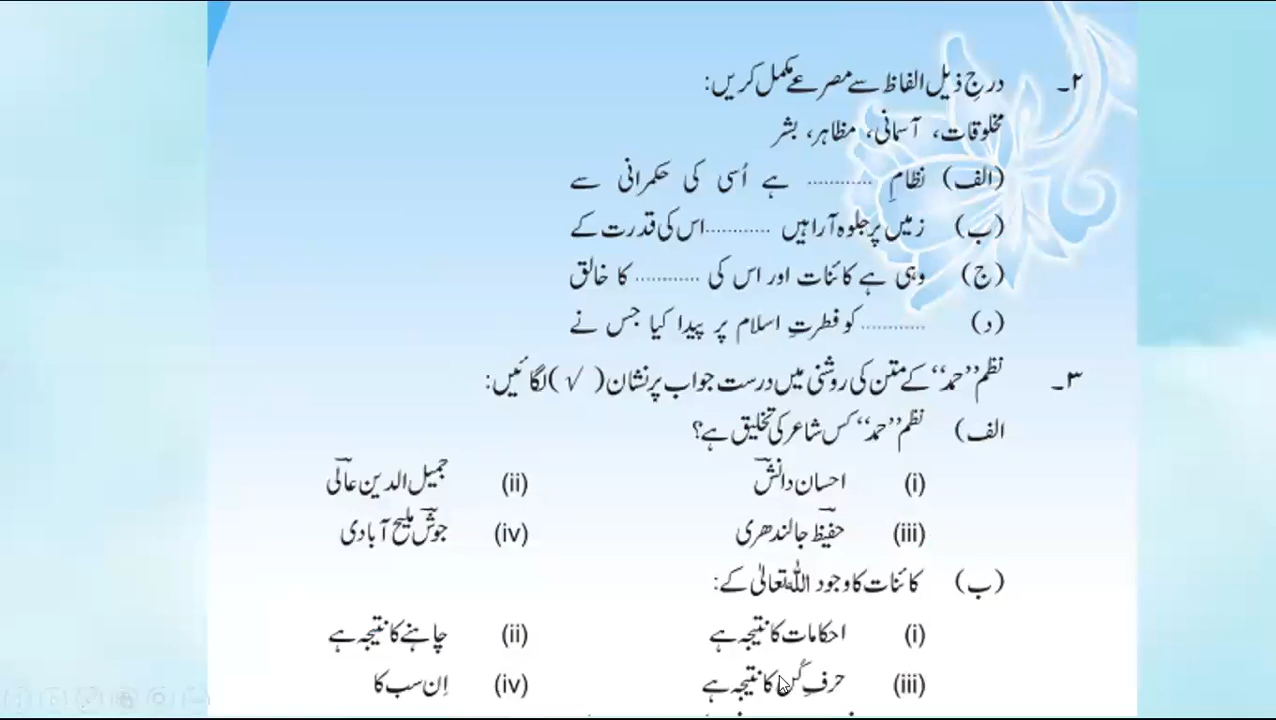 ۲۔ درجِ ذیل الفاظ سے مصرعے مکمل کریں:
مخلوقات، آسمانی، مظاہر، بشر
(الف) نظامِ ............ ہے اُسی کی حکمرانی سے
(ب) زمیں پر جلوہ آرا ہیں ............ اس کی قدرت کے
(ج) وہی ہے کائنات اور اس کی ............ کا خالق
(د) ............ کو فطرتِ اسلام پر پیدا کیا جس نے
۳۔ نظم ’’حمد‘‘ کے متن کی روشنی میں درست جواب پر نشان (√) لگائیں:
الف) نظم ’’حمد‘‘ کس شاعر کی تخلیق ہے؟
(i) احسان دانشؔ (ii) جمیل الدین عالیؔ
(iii) حفیظؔ جالندھری (iv) جوشؔ ملیح آبادی
(ب) کائنات کا وجود اللہ تعالیٰ کے:
(i) احکامات کا نتیجہ ہے (ii) چاہنے کا نتیجہ ہے
(iii) حرفِ کُن کا نتیجہ ہے (iv) اِن سب کا